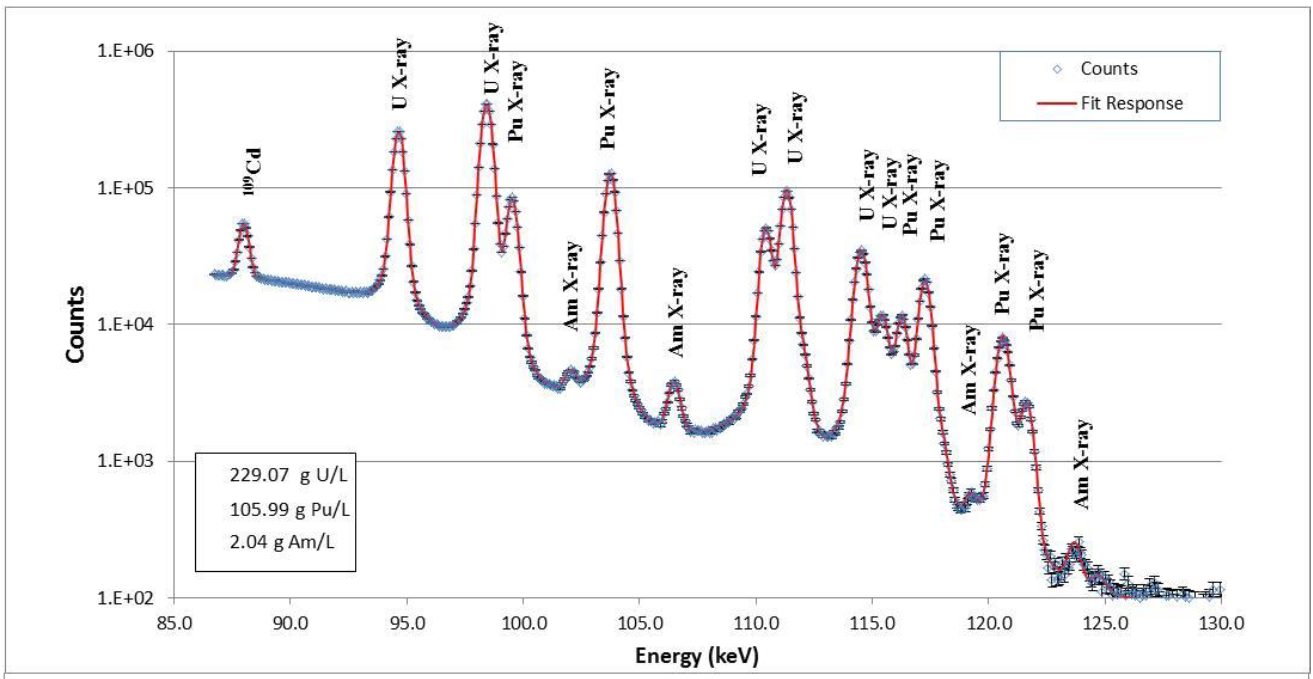 1.E+06
1.E+05
1.E+04
1.E+03
1.E+02
Counts
85.0 90.0 95.0 100.0 105.0 110.0 115.0 120.0 125.0 130.0
Energy (keV)
109Cd
U X-ray
U X-ray
Pu X-ray
Am X-ray
Pu X-ray
Am X-ray
U X-ray
U X-ray
U X-ray
U X-ray
Pu X-ray
Pu X-ray
Am X-ray
Pu X-ray
Pu X-ray
Am X-ray
Counts
Fit Response
229.07 g U/L
105.99 g Pu/L
2.04 g Am/L